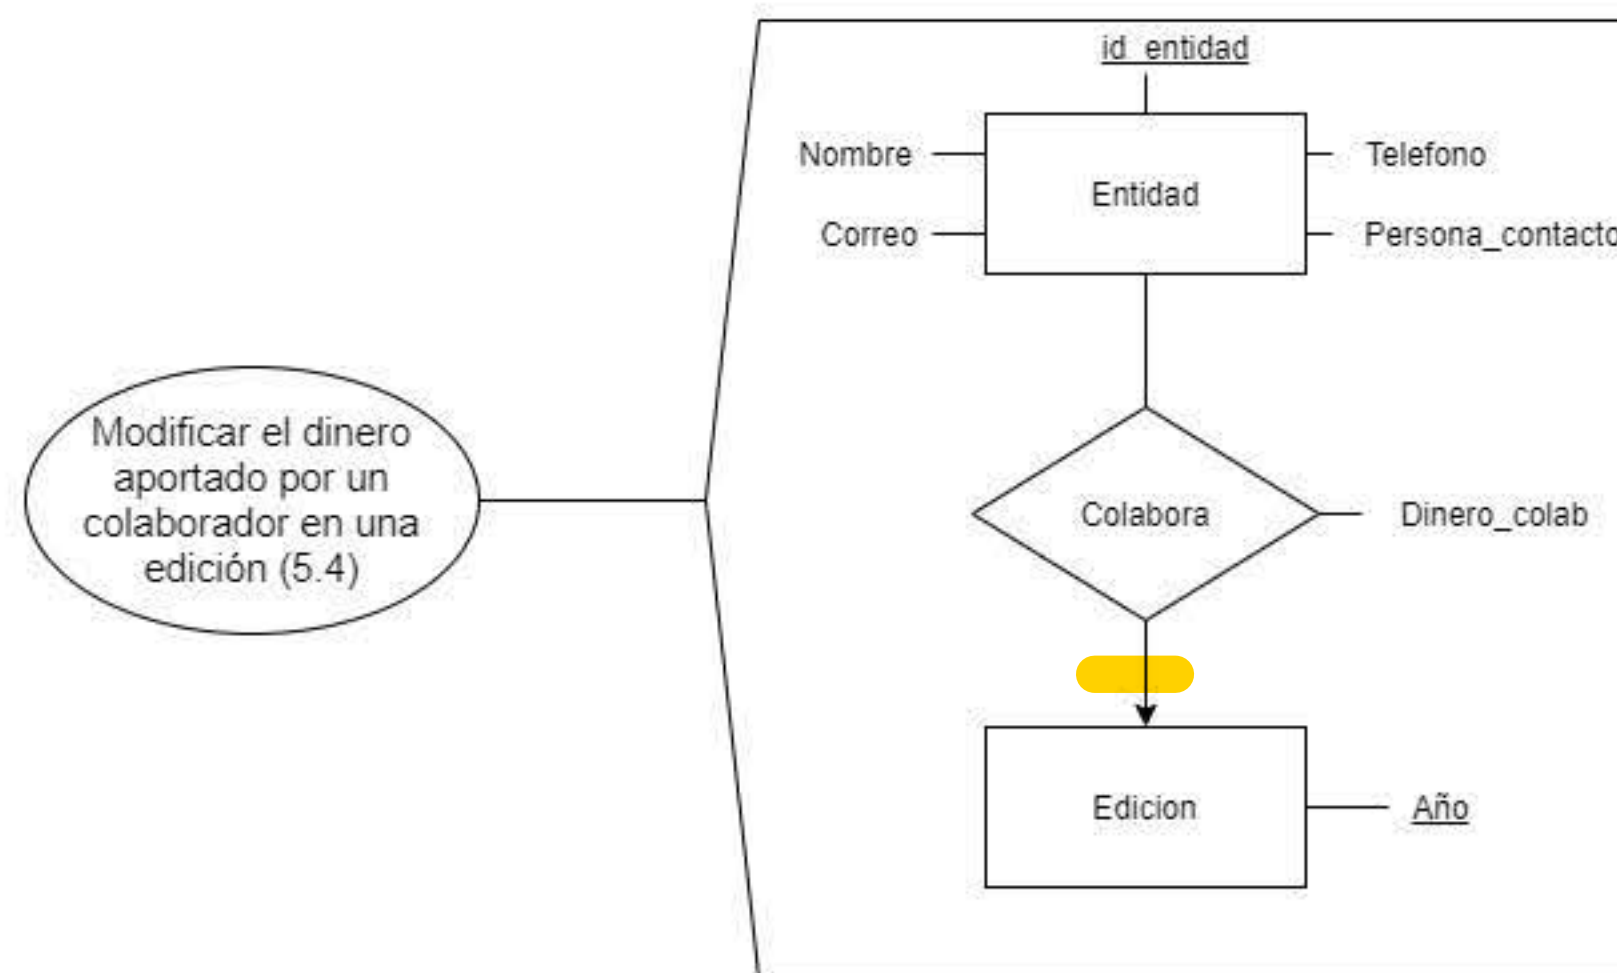 id_entidad
Nombre
Telefono
Entidad
Correo
Persona_contacto
Modificar el dinero
aportado por un
colaborador en una
edición (5.4)
Colabora
Dinero_colab
Edicion
Año